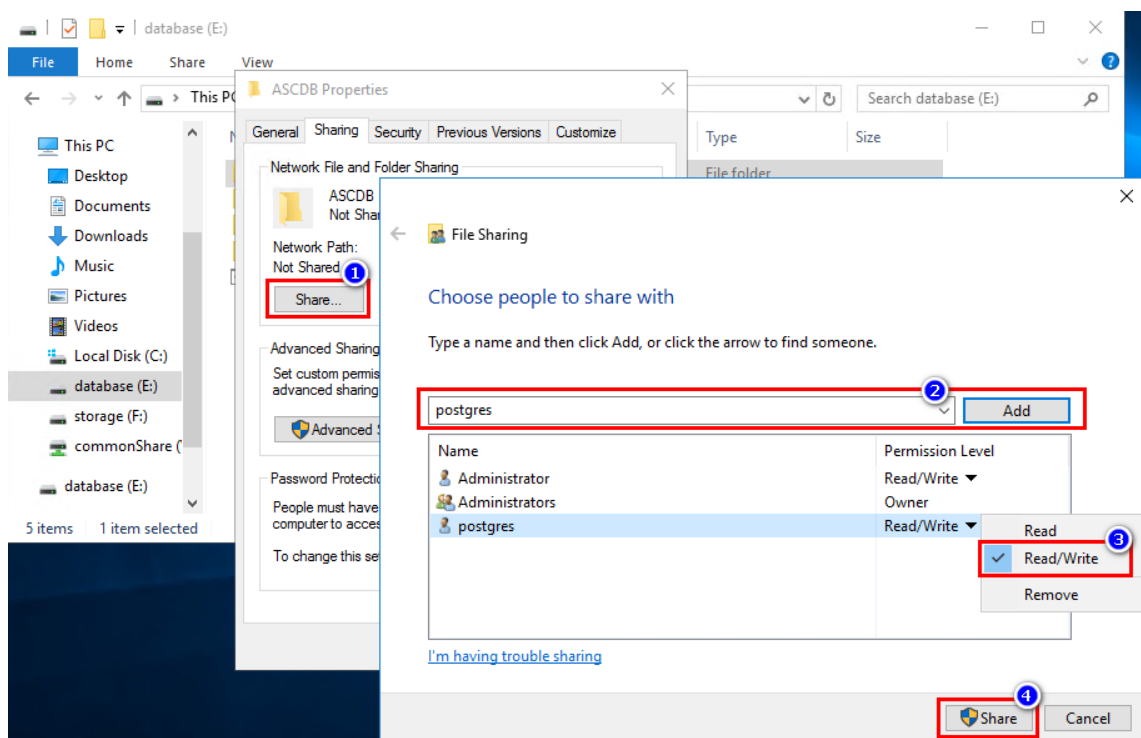 database (E:)
File Home Share View
This PC
Search database (E:)
ASCDB Properties
General Sharing Security Previous Versions Customize
Type Size
File folder
This PC
Desktop
Documents
Downloads
Music
Pictures
Videos
Local Disk (C:)
database (E:)
storage (F:)
commonShare (
database (E:)
5 items 1 item selected
Network File and Folder Sharing
ASCDB
Not Shar
Network Path:
Not Shared
1
Share...
Advanced Sharing
Set custom permis
advanced sharing
Advanced S
Password Protectio
People must have
computer to acces
To change this set
File Sharing
Choose people to share with
Type a name and then click Add, or click the arrow to find someone.
2
postgres Add
Name Permission Level
Administrator Read/Write
Administrators Owner
postgres Read/Write
Read
3
Read/Write
Remove
I'm having trouble sharing
4
Share Cancel